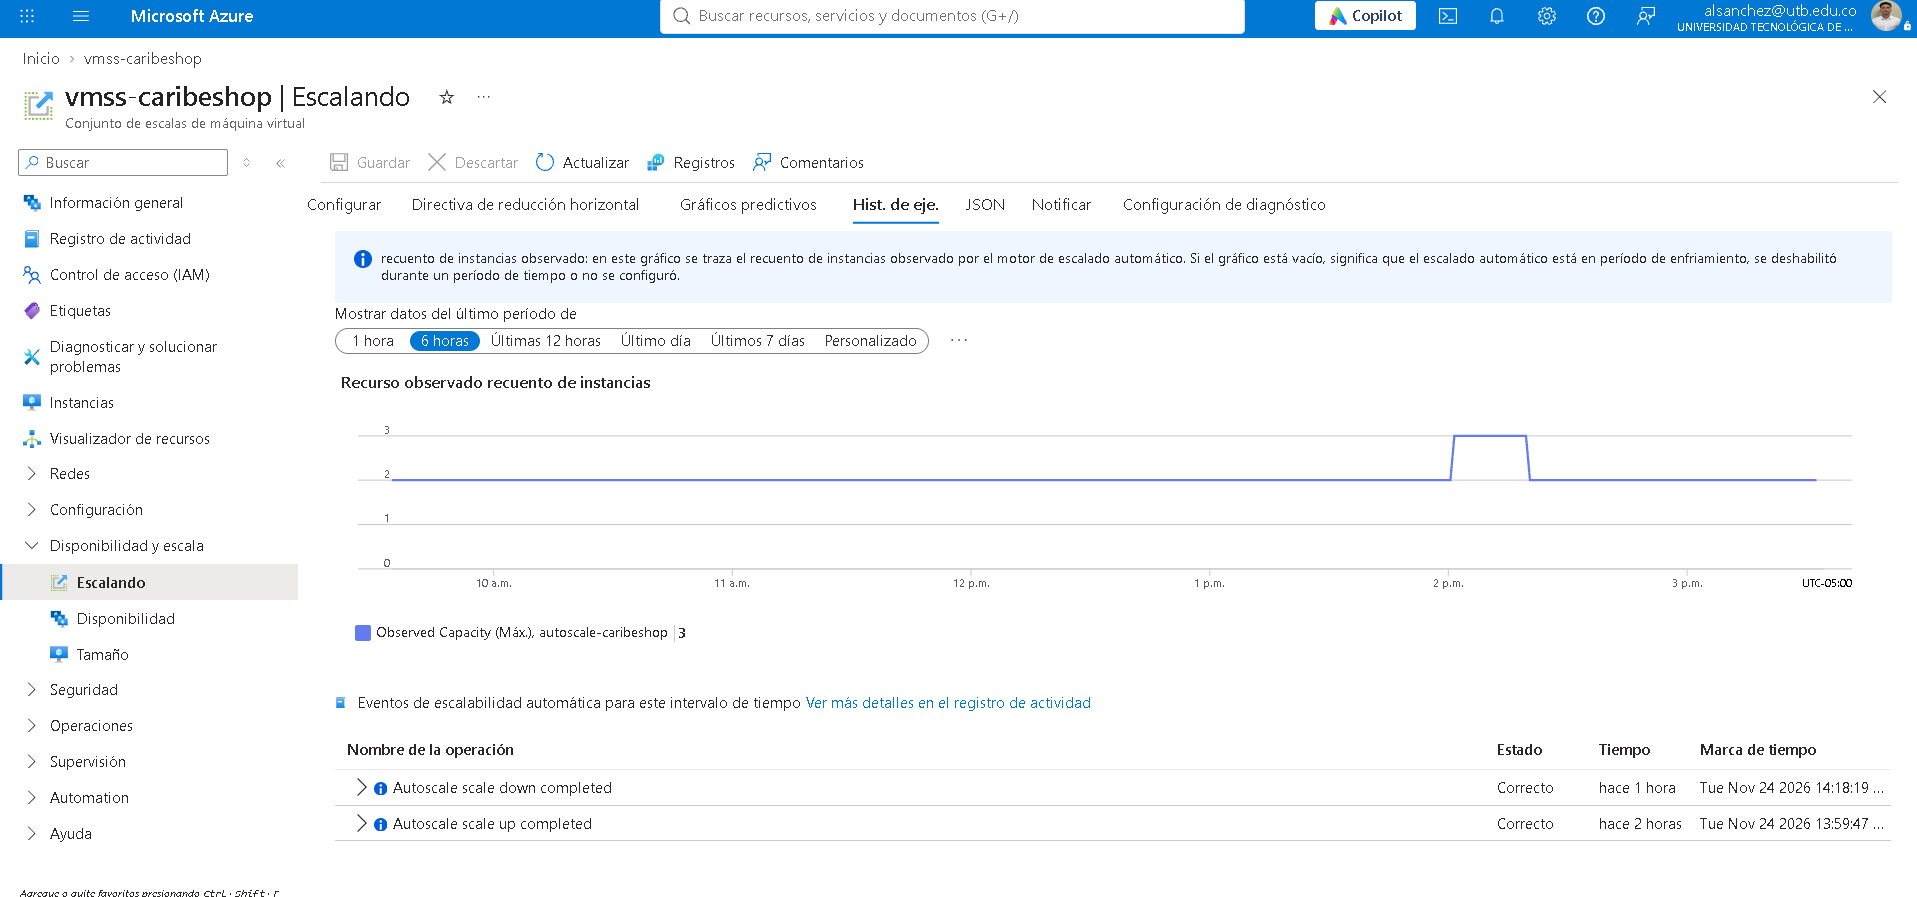 Microsoft Azure
Buscar recursos, servicios y documentos (G+/)
Copilot
alsanchez@utb.edu.co
UNIVERSIDAD TECNOLÓGICA DE ...
Inicio > vmss-caribeshop
vmss-caribeshop | Escalando
Conjunto de escalas de máquina virtual
Buscar
Guardar
Descartar
Actualizar
Registros
Comentarios
Información general
Registro de actividad
Control de acceso (IAM)
Etiquetas
Diagnosticar y solucionar
problemas
Instancias
Visualizador de recursos
Redes
Configuración
Disponibilidad y escala
Escalando
Disponibilidad
Tamaño
Seguridad
Operaciones
Supervisión
Automation
Ayuda
Agregue o quite favoritos presionando Ctrl+Shift+F
Configurar
Directiva de reducción horizontal
Gráficos predictivos
Hist. de eje.
JSON
Notificar
Configuración de diagnóstico
recuento de instancias observado: en este gráfico se traza el recuento de instancias observado por el motor de escalado automático. Si el gráfico está vacío, significa que el escalado automático está en período de enfriamiento, se deshabilitó
durante un período de tiempo o no se configuró.
Mostrar datos del último período de
1 hora
6 horas
Últimas 12 horas
Último día
Últimos 7 días
Personalizado
...
Recurso observado recuento de instancias
3
2
1
0
10 a.m.
11 a.m.
12 p.m.
1 p.m.
2 p.m.
3 p.m.
UTC-05:00
Observed Capacity (Máx.), autoscale-caribeshop | 3
Eventos de escalabilidad automática para este intervalo de tiempo Ver más detalles en el registro de actividad
Nombre de la operación Estado Tiempo Marca de tiempo
Autoscale scale down completed Correcto hace 1 hora Tue Nov 24 2026 14:18:19 ...
Autoscale scale up completed Correcto hace 2 horas Tue Nov 24 2026 13:59:47 ...